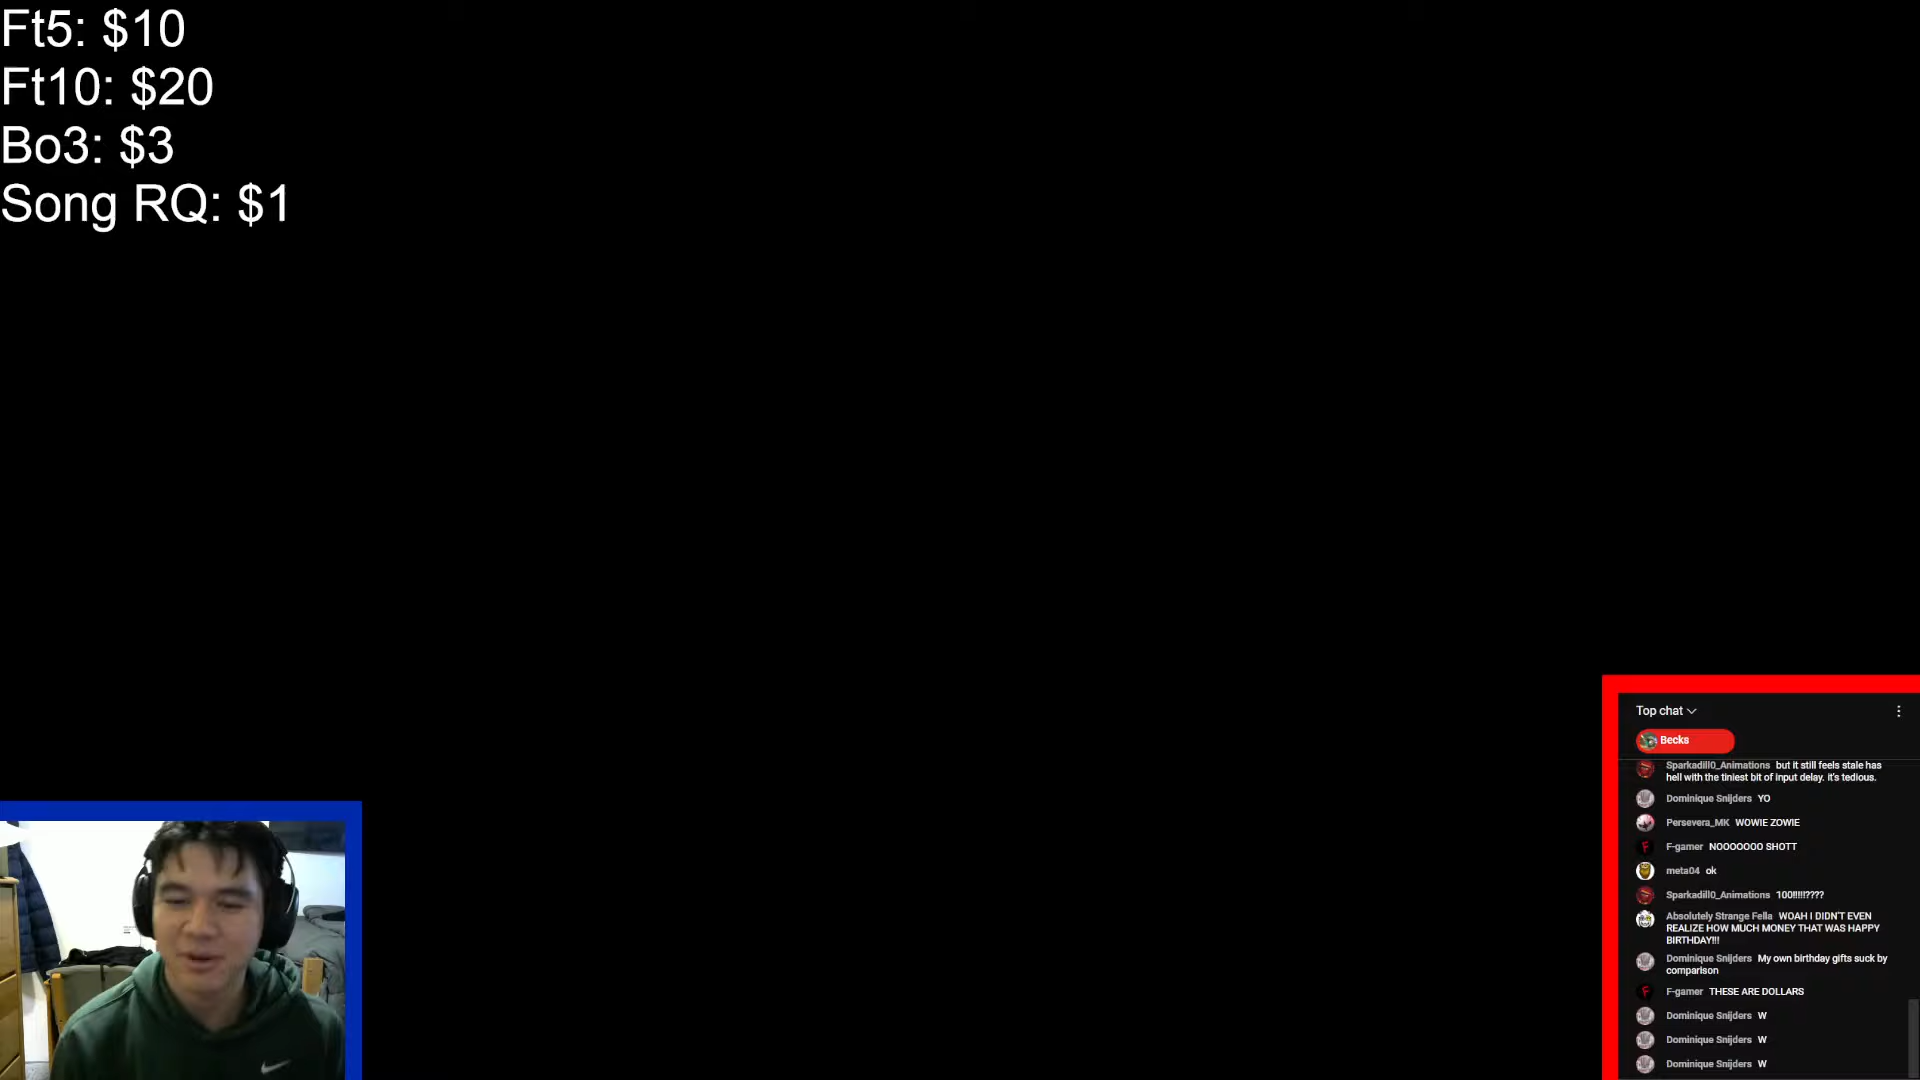 Ft5: $10
Ft10: $20
Bo3: $3
Song RQ: $1
Top chat
Becks
Sparkadill0_Animations but it still feels stale has
hell with the tiniest bit of input delay. it's tedious.
Dominique Snijders YO
Persevera_MK WOWIE ZOWIE
F-gamer NOOOOOOO SHOTT
meta04 ok
Sparkadill0_Animations 100!!!!!????
Absolutely Strange Fella WOAH I DIDN'T EVEN
REALIZE HOW MUCH MONEY THAT WAS HAPPY
BIRTHDAY!!!
Dominique Snijders My own birthday gifts suck by
comparison
F-gamer THESE ARE DOLLARS
Dominique Snijders W
Dominique Snijders W
Dominique Snijders W